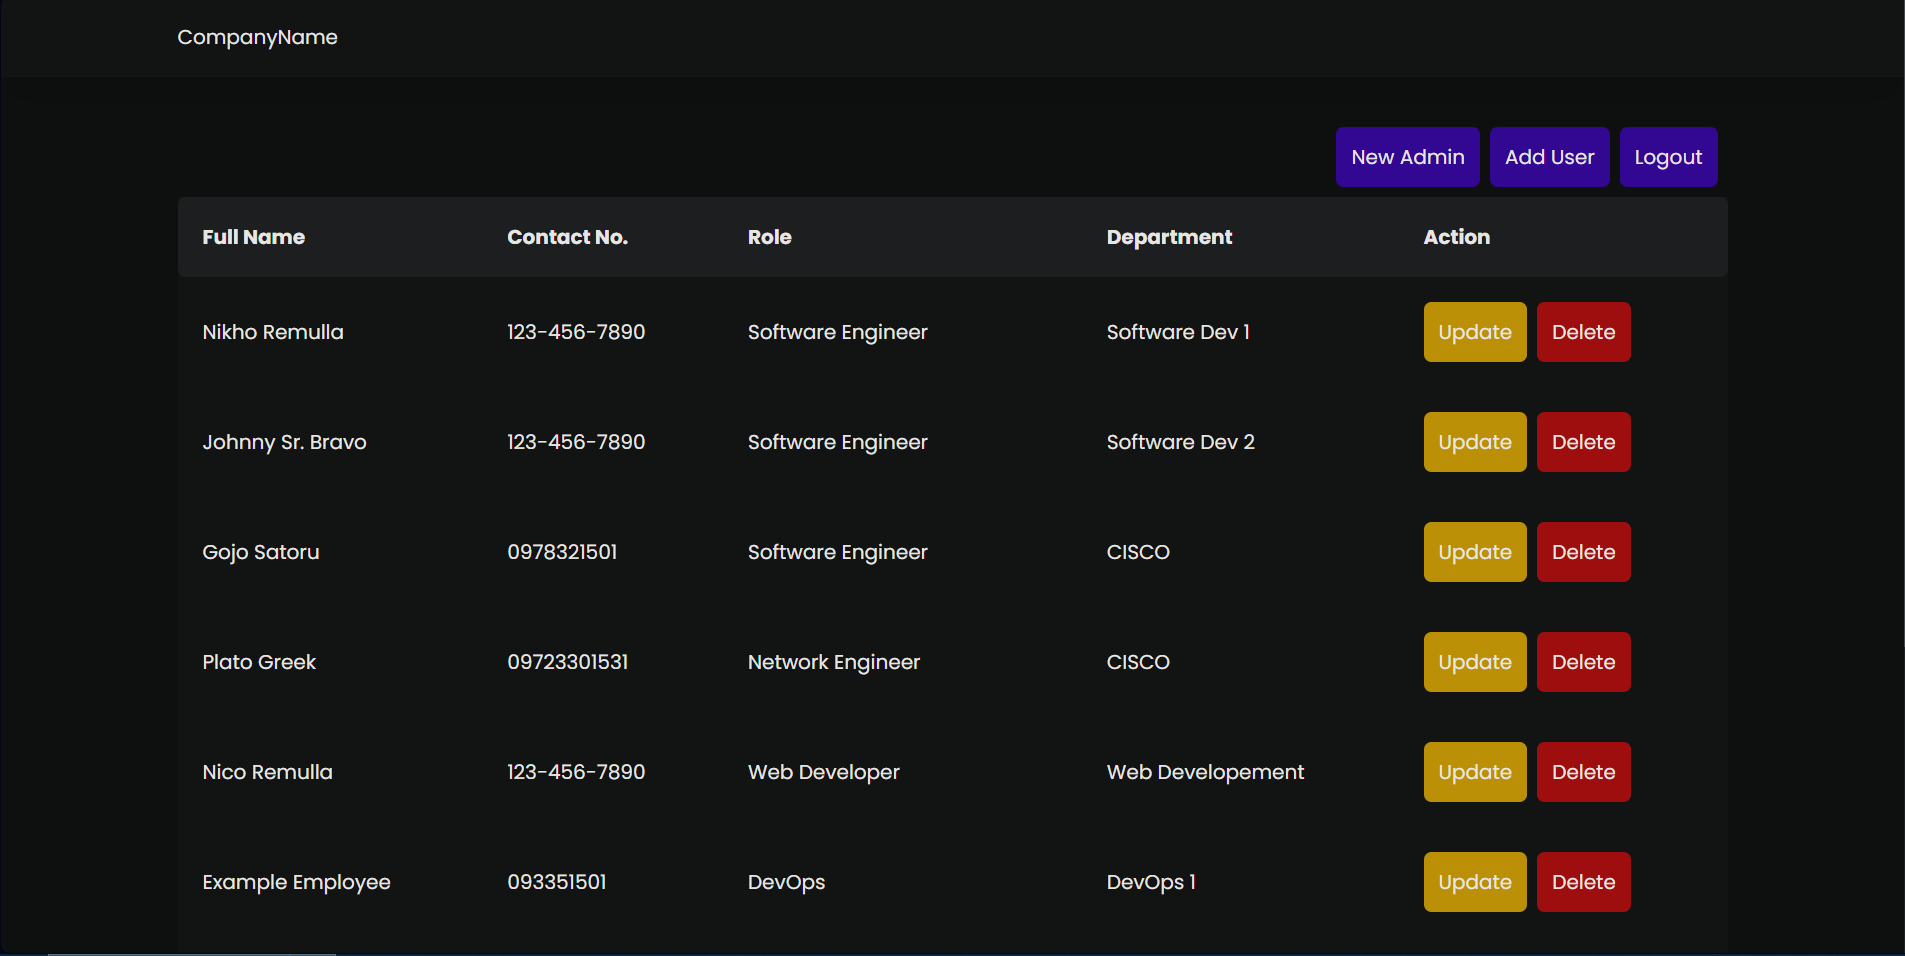 CompanyName
New Admin Add User Logout
Full Name Contact No. Role Department Action
Nikho Remulla 123-456-7890 Software Engineer Software Dev 1 Update Delete
Johnny Sr. Bravo 123-456-7890 Software Engineer Software Dev 2 Update Delete
Gojo Satoru 0978321501 Software Engineer CISCO Update Delete
Plato Greek 09723301531 Network Engineer CISCO Update Delete
Nico Remulla 123-456-7890 Web Developer Web Developement Update Delete
Example Employee 093351501 DevOps DevOps 1 Update Delete